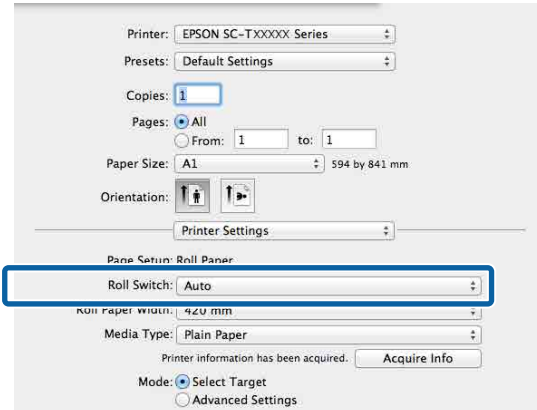 Printer: EPSON SC-TXXXXX Series
Presets: Default Settings
Copies: 1
Pages: All
From: 1 to: 1
Paper Size: A1 594 by 841 mm
Orientation:
Printer Settings
Page Setup: Roll Paper
Roll Switch: Auto
Roll Paper Width: 420 mm
Media Type: Plain Paper
Printer information has been acquired. Acquire Info
Mode: Select Target
Advanced Settings